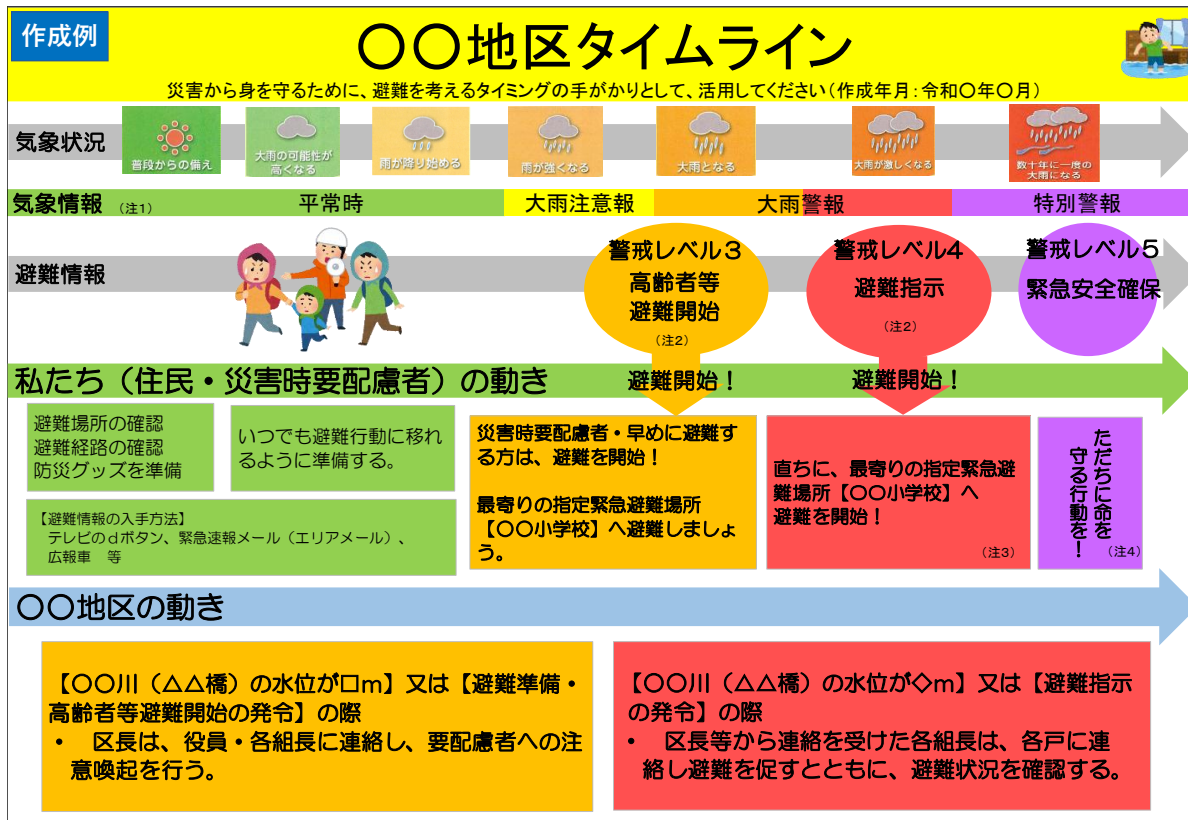 作成例
〇〇地区タイムライン
災害から身を守るために、避難を考えるタイミングの手がかりとして、活用してください(作成年月:令和〇年〇月)
気象状況
普段からの備え
大雨の可能性が
高くなる
雨が降り始める
雨が強くなる
大雨となる
大雨が激しくなる
数十年に一度の
大雨になる
気象情報 (注1)
平常時
大雨注意報
大雨警報
特別警報
避難情報
警戒レベル3
高齢者等
避難開始
(注2)
警戒レベル4
避難指示
(注2)
警戒レベル5
緊急安全確保
私たち(住民・災害時要配慮者)の動き
避難開始!
避難開始!
避難場所の確認
避難経路の確認
防災グッズを準備
いつでも避難行動に移れ
るように準備する。
【避難情報の入手方法】
テレビのdボタン、緊急速報メール(エリアメール)、
広報車 等
災害時要配慮者・早めに避難す
る方は、避難を開始!
最寄りの指定緊急避難場所
【〇〇小学校】へ避難しましょ
う。
直ちに、最寄りの指定緊急避
難場所【〇〇小学校】へ
避難を開始!
(注3)
ただちに命を
守る行動を!
(注4)
〇〇地区の動き
【〇〇川(△△橋)の水位が□m】又は【避難準備・
高齢者等避難開始の発令】の際
・ 区長は、役員・各組長に連絡し、要配慮者への注
意喚起を行う。
【〇〇川(△△橋)の水位が◇m】又は【避難指示
の発令】の際
・ 区長等から連絡を受けた各組長は、各戸に連
絡し避難を促すとともに、避難状況を確認する。